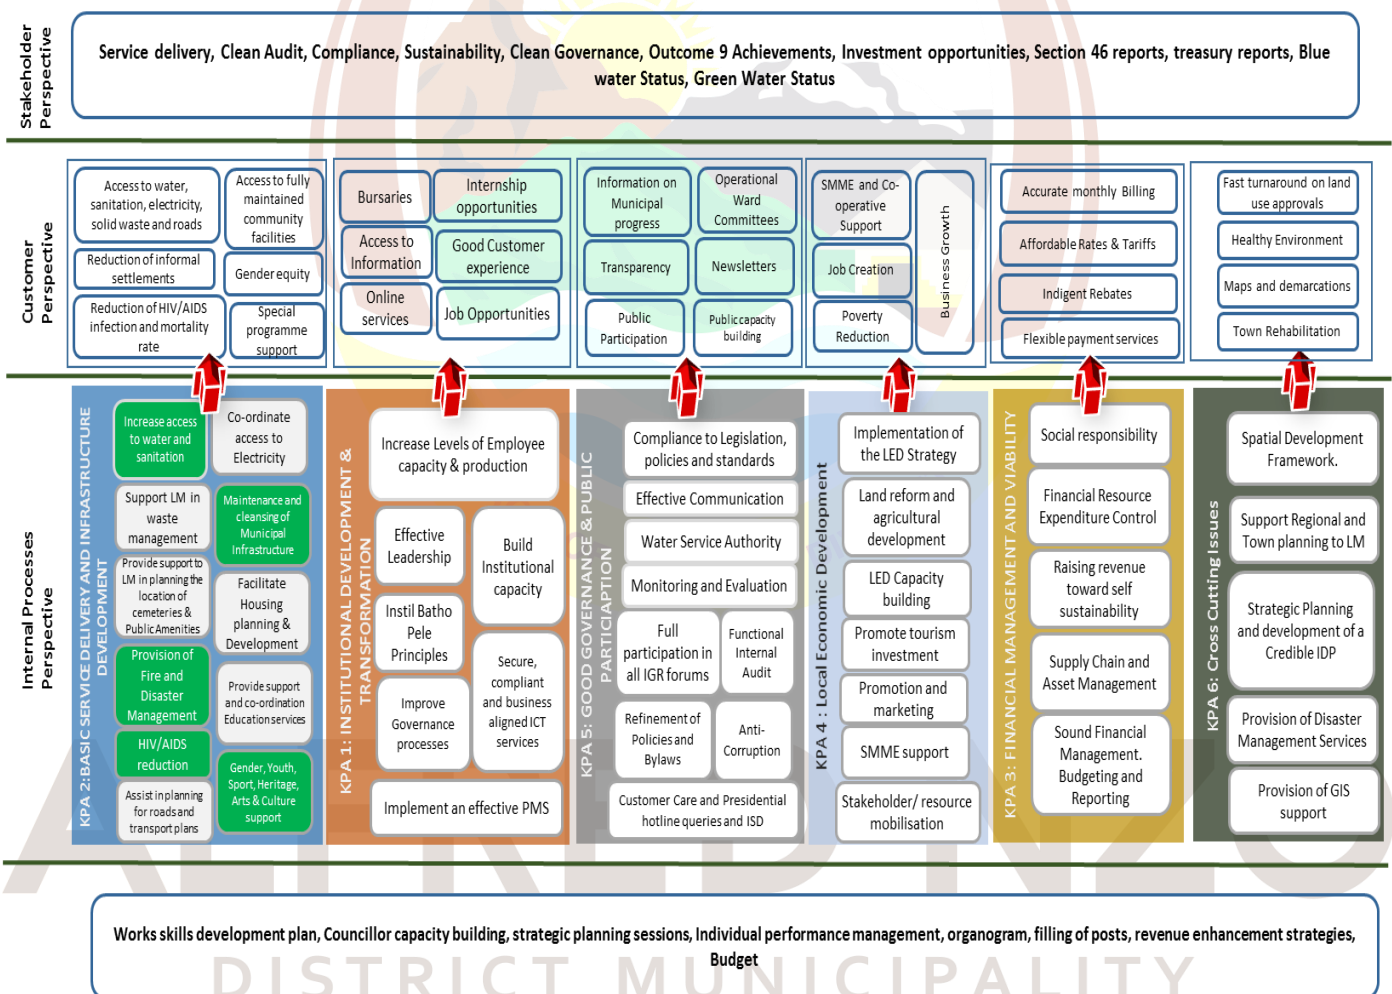 Stakeholder
Perspective
Service delivery, Clean Audit, Compliance, Sustainability, Clean Governance, Outcome 9 Achievements, Investment opportunities, Section 46 reports, treasury reports, Blue
water Status, Green Water Status
Customer
Perspective
Access to water,
sanitation, electricity,
solid waste and roads
Access to fully
maintained
community
facilities
Reduction of informal
settlements
Gender equity
Reduction of HIV/AIDS
infection and mortality
rate
Special
programme
support
Bursaries
Internship
opportunities
Access to
Information
Good Customer
experience
Online
services
Job Opportunities
Information on
Municipal
progress
Operational
Ward
Committees
Transparency
Newsletters
Public
Participation
Public capacity
building
SMME and Co-
operative
Support
Job Creation
Poverty
Reduction
Business Growth
Accurate monthly Billing
Affordable Rates & Tariffs
Indigent Rebates
Flexible payment services
Fast turnaround on land
use approvals
Healthy Environment
Maps and demarcations
Town Rehabilitation
Internal Processes
Perspective
KPA 2:BASIC SERVICE DELIVERY AND INFRASTRUCTURE
DEVELOPMENT
Increase access
to water and
sanitation
Co-ordinate
access to
Electricity
Support LM in
waste
management
Maintenance and
cleansing of
Municipal
Infrastructure
Provide support to
LM in planning the
location of
cemeteries &
Public Amenities
Facilitate
Housing
planning &
Development
Provision of
Fire and
Disaster
Management
Provide support
and co-ordination
Education services
HIV/AIDS
reduction
Gender, Youth,
Sport, Heritage,
Arts & Culture
support
Assist in planning
for roads and
transport plans
KPA 1: INSTITUTIONAL DEVELOPMENT &
TRANSFORMATION
Increase Levels of Employee
capacity & production
Effective
Leadership
Build
Institutional
capacity
Instil Batho
Pele
Principles
Secure,
compliant
and business
aligned ICT
services
Improve
Governance
processes
Implement an effective PMS
KPA 5: GOOD GOVERNANCE & PUBLIC
PARTICIAPTION
Compliance to Legislation,
policies and standards
Effective Communication
Water Service Authority
Monitoring and Evaluation
Full
participation in
all IGR forums
Functional
Internal
Audit
Refinement of
Policies and
Bylaws
Anti-
Corruption
Customer Care and Presidential
hotline queries and ISD
KPA 4 : Local Economic Development
Implementation of
the LED Strategy
Land reform and
agricultural
development
LED Capacity
building
Promote tourism
investment
Promotion and
marketing
SMME support
Stakeholder/ resource
mobilisation
KPA 3: FINANCIAL MANAGEMENT AND VIABILITY
Social responsibility
Financial Resource
Expenditure Control
Raising revenue
toward self
sustainability
Supply Chain and
Asset Management
Sound Financial
Management.
Budgeting and
Reporting
KPA 6: Cross Cutting Issues
Spatial Development
Framework.
Support Regional and
Town planning to LM
Strategic Planning
and development of a
Credible IDP
Provision of Disaster
Management Services
Provision of GIS
support
Works skills development plan, Councillor capacity building, strategic planning sessions, Individual performance management, organogram, filling of posts, revenue enhancement strategies,
Budget
ALFRED NZO
DISTRICT MUNICIPALITY